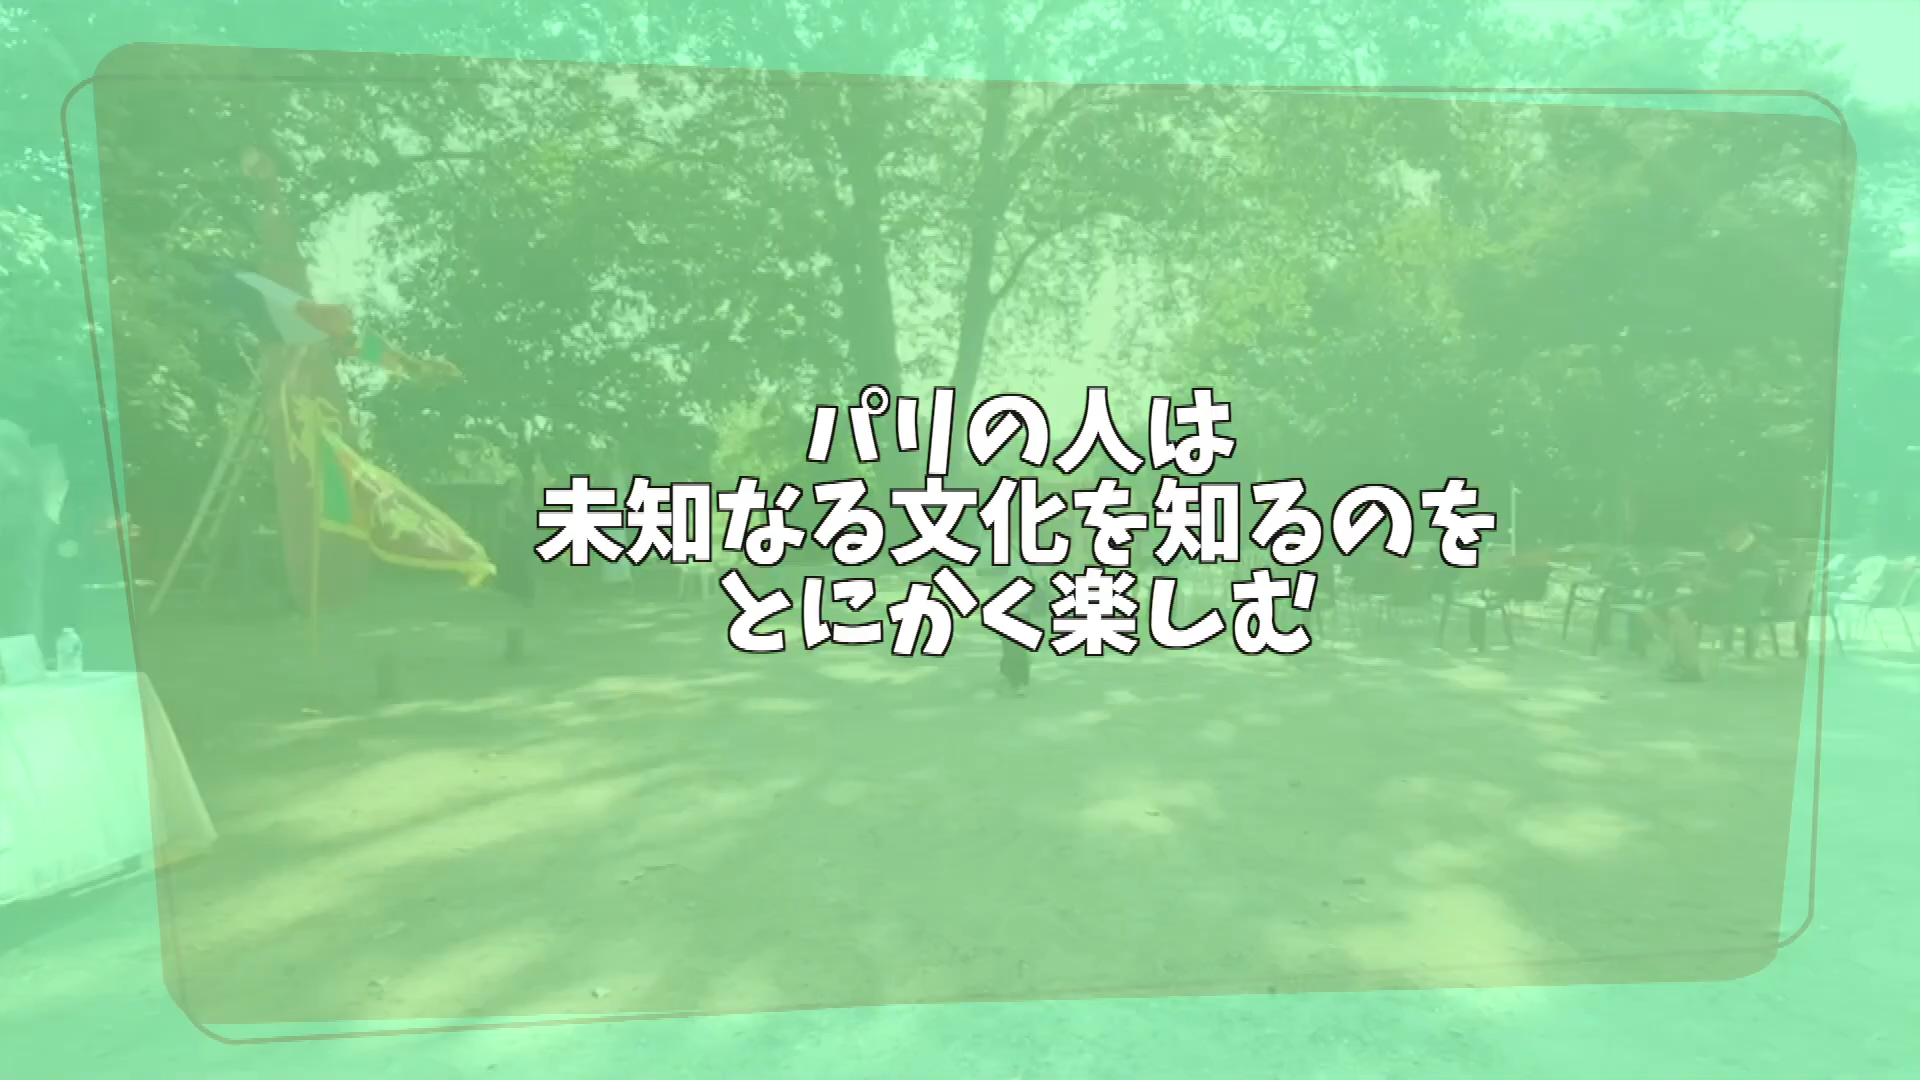 パリの人は
未知なる文化を知るのを
とにかく楽しむ